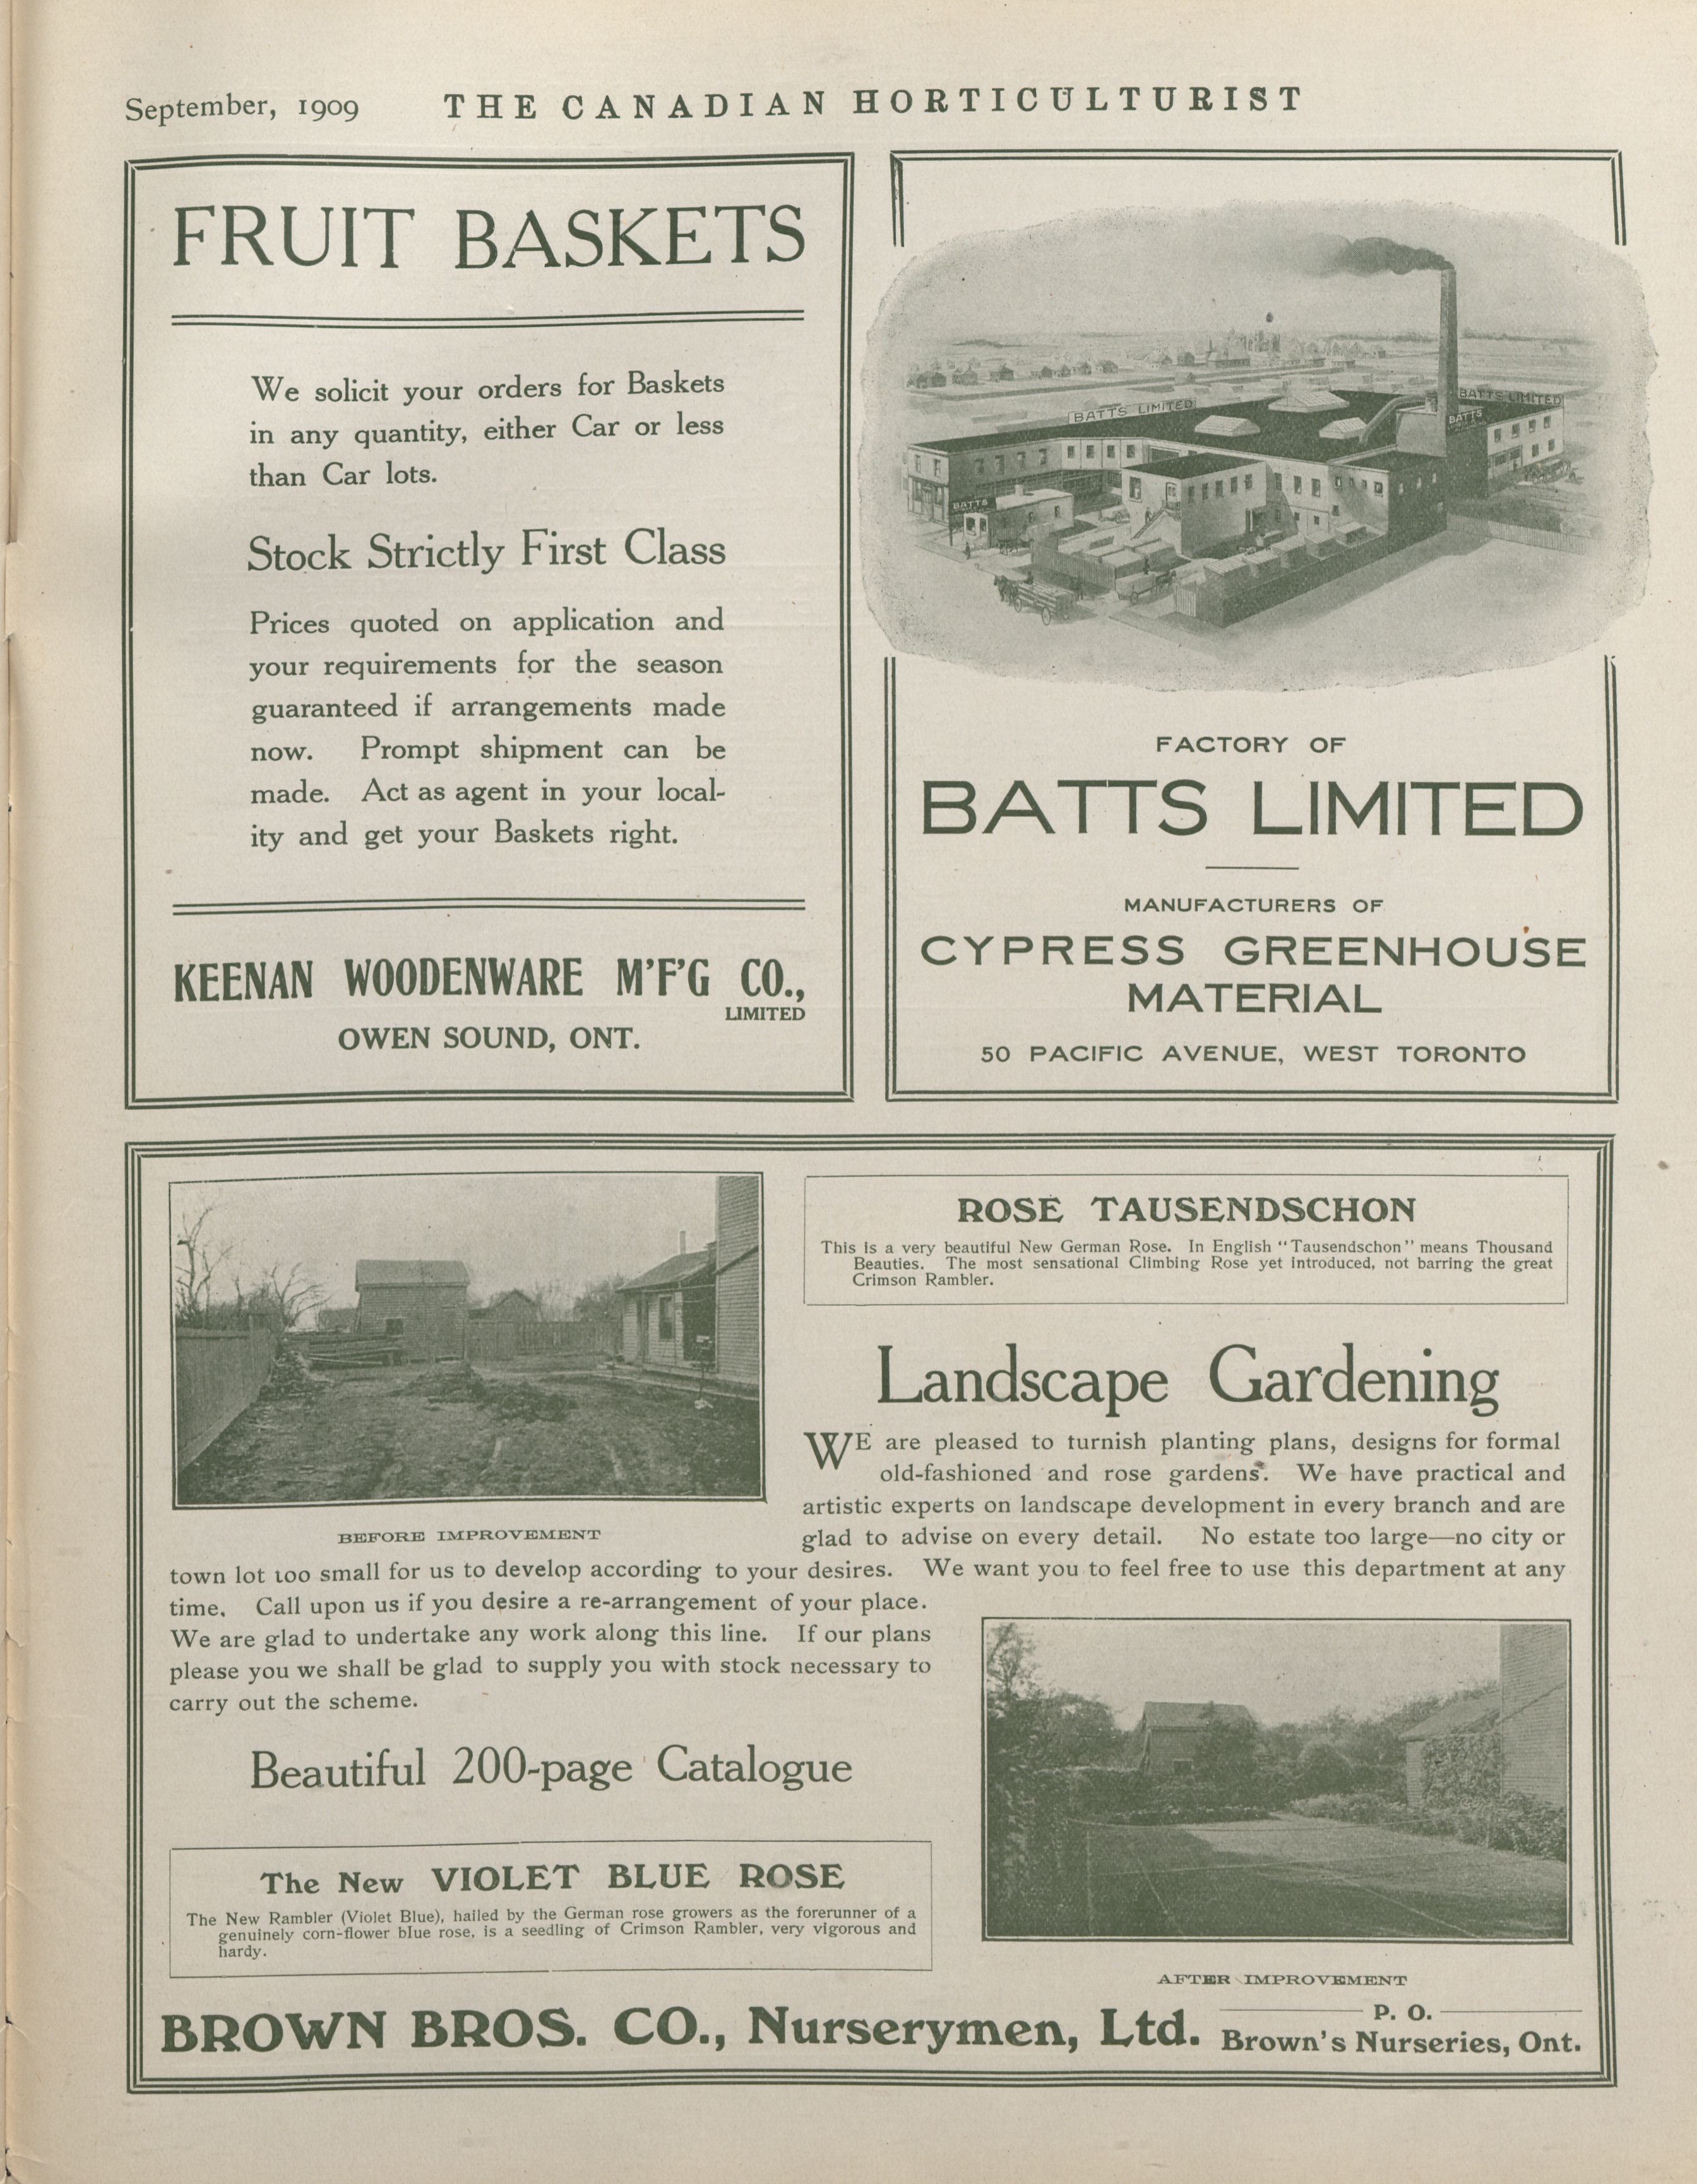 September, 1909 THE CANADIAN HORTICULTURIST
FRUIT BASKETS
We solicit your orders for Baskets
in any quantity, either Car or less
than Car lots.
Stock Strictly First Class
Prices quoted on application and
your requirements for the season
guaranteed if arrangements made
now. Prompt shipment can be
made. Act as agent in your local-
ity and get your Baskets right.
KEENAN WOODENWARE M'F'G CO.,
LIMITED
OWEN SOUND, ONT.
BATTS LIMITED
BATTS LIMITED
BATTS
BATTS
FACTORY OF
BATTS LIMITED
MANUFACTURERS OF
CYPRESS GREENHOUSE
MATERIAL
50 PACIFIC AVENUE, WEST TORONTO
BEFORE IMPROVEMENT
ROSE TAUSENDSCHON
This is a very beautiful New German Rose. In English "Tausendschon" means Thousand
Beauties. The most sensational Climbing Rose yet introduced, not barring the great
Crimson Rambler.
Landscape Gardening
WE are pleased to turnish planting plans, designs for formal
old-fashioned and rose gardens. We have practical and
artistic experts on landscape development in every branch and are
glad to advise on every detail. No estate too large—no city or
town lot too small for us to develop according to your desires. We want you to feel free to use this department at any
time. Call upon us if you desire a re-arrangement of your place.
We are glad to undertake any work along this line. If our plans
please you we shall be glad to supply you with stock necessary to
carry out the scheme.
Beautiful 200-page Catalogue
The New VIOLET BLUE ROSE
The New Rambler (Violet Blue), hailed by the German rose growers as the forerunner of a
genuinely corn-flower blue rose, is a seedling of Crimson Rambler, very vigorous and
hardy.
AFTER IMPROVEMENT
BROWN BROS. CO., Nurserymen, Ltd. P. O.
Brown's Nurseries, Ont.